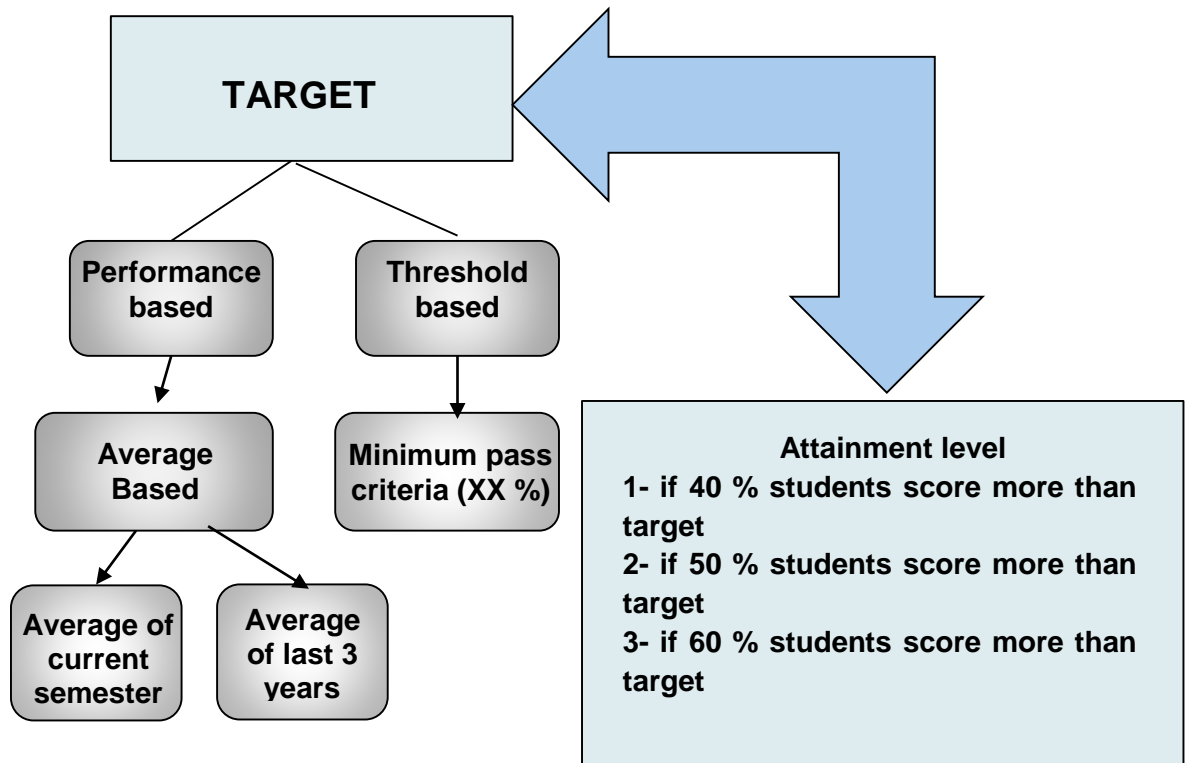 TARGET
Performance
based
Threshold
based
Average
Based
Minimum pass
criteria (XX %)
Average of
current
semester
Average
of last 3
years
Attainment level
1- if 40 % students score more than
target
2- if 50 % students score more than
target
3- if 60 % students score more than
target